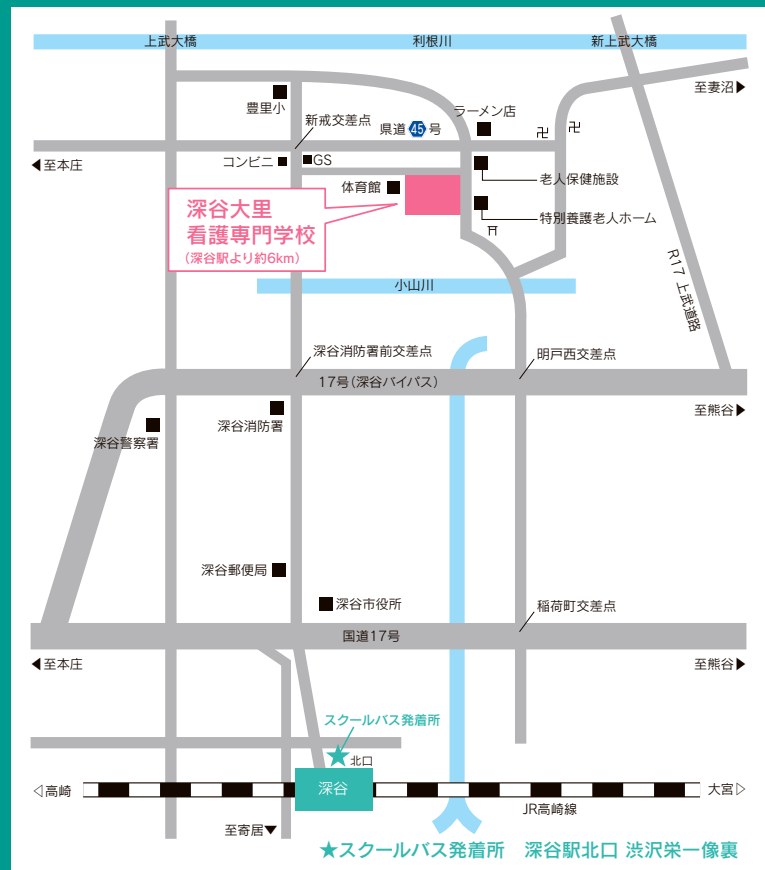 上武大橋
利根川
新上武大橋
至妻沼▶
豊里小
新戒交差点
県道45号
ラーメン店
卍
卍
◀至本庄
コンビニ
GS
体育館
老人保健施設
特別養護老人ホーム
深谷大里
看護専門学校
(深谷駅より約6km)
小山川
R17 上武道路
深谷消防署前交差点
明戸西交差点
17号(深谷バイパス)
至熊谷▶
深谷警察署
深谷消防署
深谷郵便局
深谷市役所
稲荷町交差点
国道17号
◀至本庄
至熊谷▶
スクールバス発着所
★北口
◁高崎
深谷
大宮▷
JR高崎線
至寄居▼
★スクールバス発着所 深谷駅北口 渋沢栄一像裏